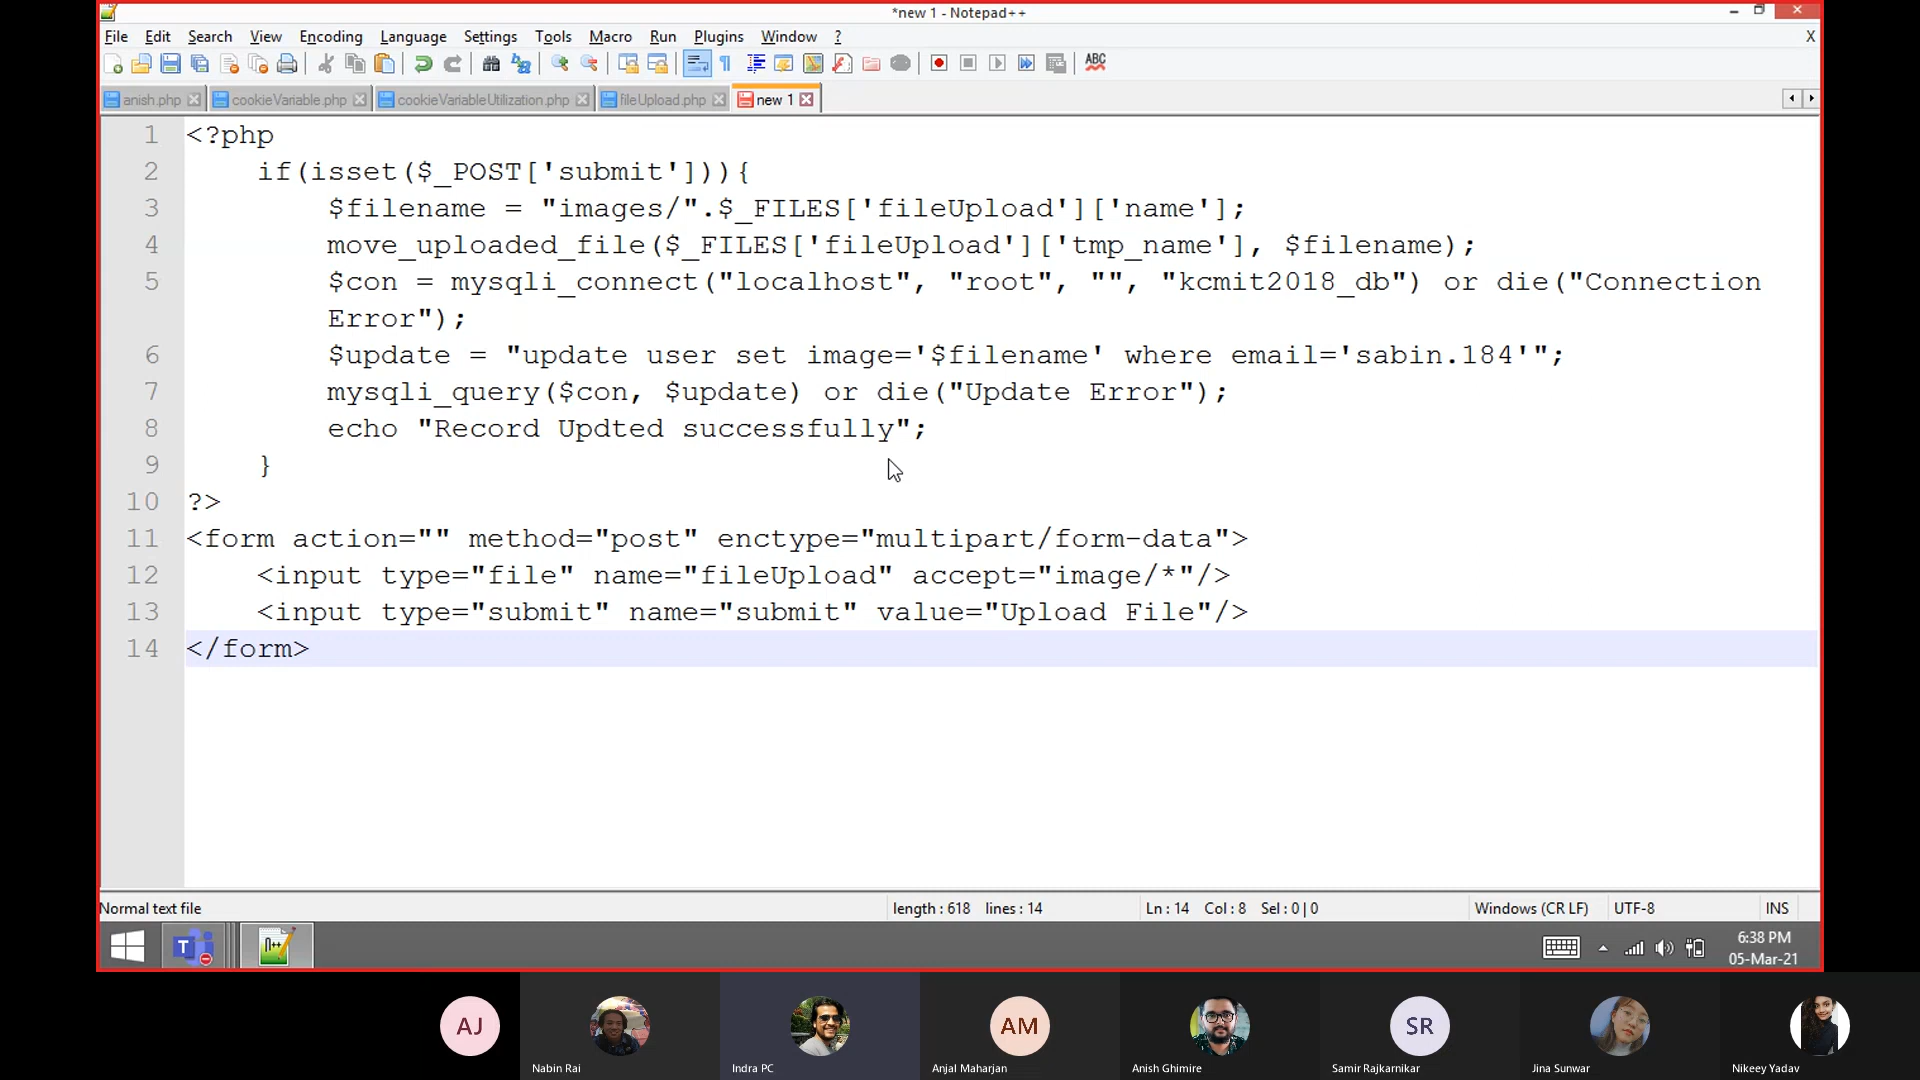 *new 1 - Notepad++
File Edit Search View Encoding Language Settings Tools Macro Run Plugins Window ? X
ABC
anish.php cookieVariable.php cookieVariableUtilization.php fileUpload.php new 1
1 <?php
2 if(isset($_POST['submit'])){
3 $filename = "images/".$_FILES['fileUpload']['name'];
4 move_uploaded_file($_FILES['fileUpload']['tmp_name'], $filename);
5 $con = mysqli_connect("localhost", "root", "", "kcmit2018_db") or die("Connection
Error");
6 $update = "update user set image='$filename' where email='sabin.184'";
7 mysqli_query($con, $update) or die("Update Error");
8 echo "Record Updted successfully";
9 }
10 ?>
11 <form action="" method="post" enctype="multipart/form-data">
12 <input type="file" name="fileUpload" accept="image/*"/>
13 <input type="submit" name="submit" value="Upload File"/>
14 </form>
Normal text file length : 618 lines : 14 Ln : 14 Col : 8 Sel : 0 | 0 Windows (CR LF) UTF-8 INS
T n++ 6:38 PM
05-Mar-21
AJ AM SR
Nabin Rai Indra PC Anjal Maharjan Anish Ghimire Samir Rajkarnikar Jina Sunwar Nikeey Yadav